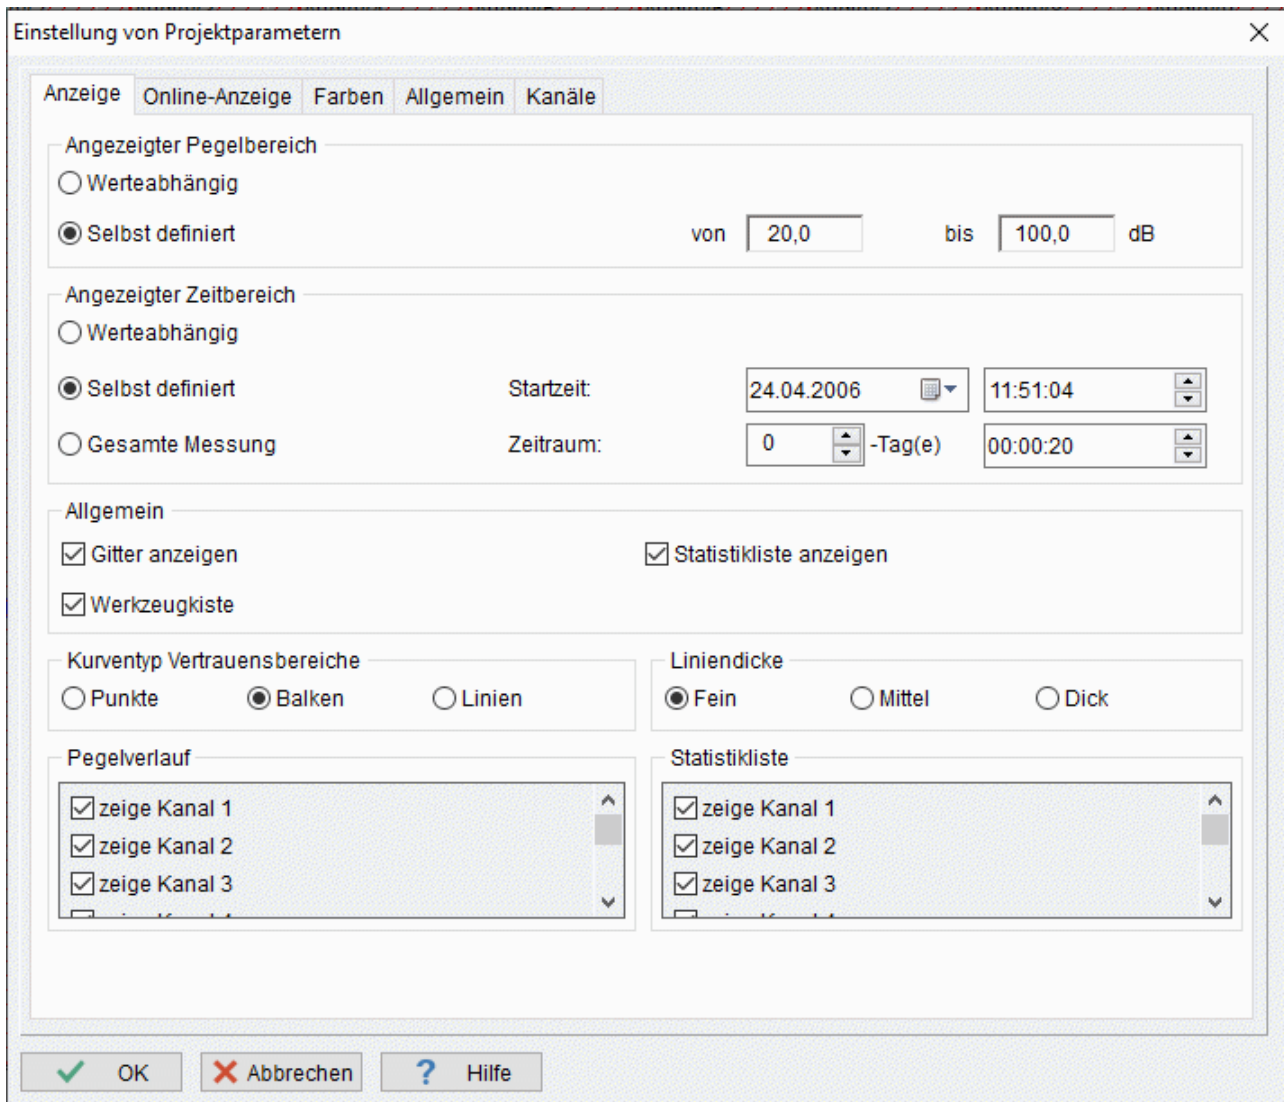 Einstellung von Projektparametern
Anzeige Online-Anzeige Farben Allgemein Kanäle
Angezeigter Pegelbereich
Werteabhängig
Selbst definiert von 20,0 bis 100,0 dB
Angezeigter Zeitbereich
Werteabhängig
Selbst definiert Startzeit: 24.04.2006 11:51:04
Gesamte Messung Zeitraum: 0 -Tag(e) 00:00:20
Allgemein
Gitter anzeigen Statistikliste anzeigen
Werkzeugkiste
Kurventyp Vertrauensbereiche Liniendicke
Punkte Balken Linien Fein Mittel Dick
Pegelverlauf Statistikliste
zeige Kanal 1 zeige Kanal 1
zeige Kanal 2 zeige Kanal 2
zeige Kanal 3 zeige Kanal 3
OK Abbrechen ? Hilfe